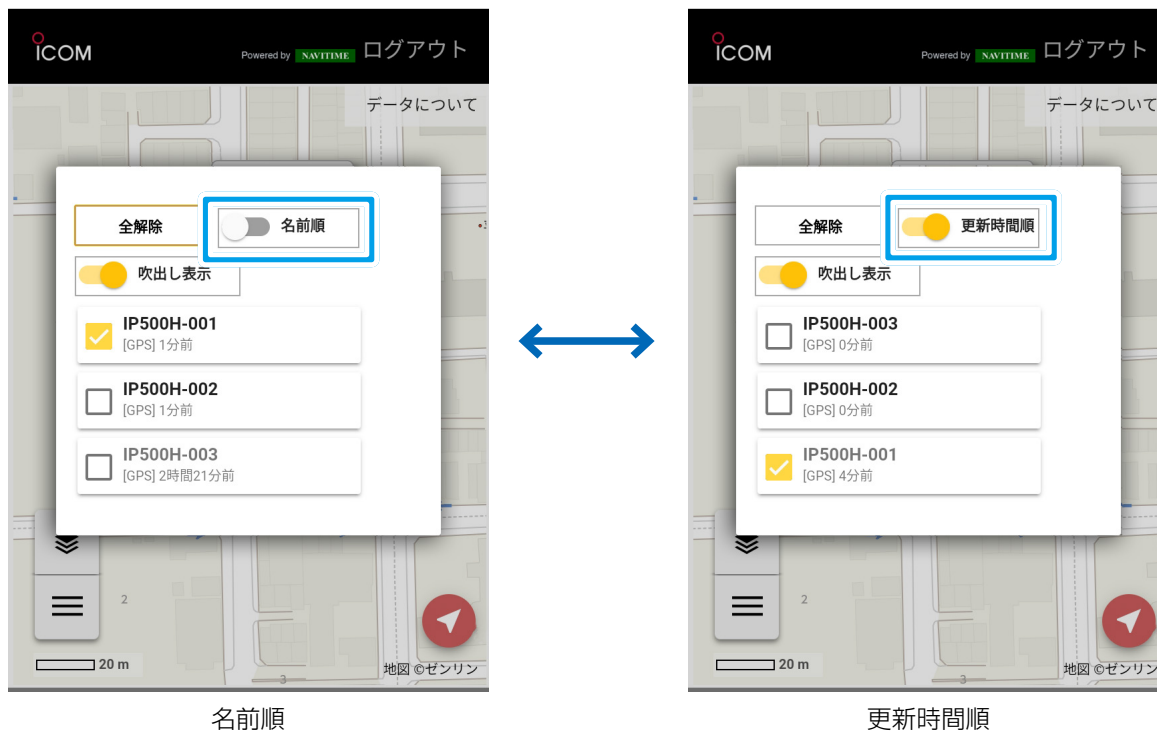 ICOM
Powered by NAVITIME ログアウト
データについて
全解除
名前順
吹出し表示
IP500H-001
[GPS] 1分前
IP500H-002
[GPS] 1分前
IP500H-003
[GPS] 2時間21分前
2
20 m
3
地図 ©ゼンリン
名前順
ICOM
Powered by NAVITIME ログアウト
データについて
全解除
更新時間順
吹出し表示
IP500H-003
[GPS] 0分前
IP500H-002
[GPS] 0分前
IP500H-001
[GPS] 4分前
2
20 m
3
地図 ©ゼンリン
更新時間順